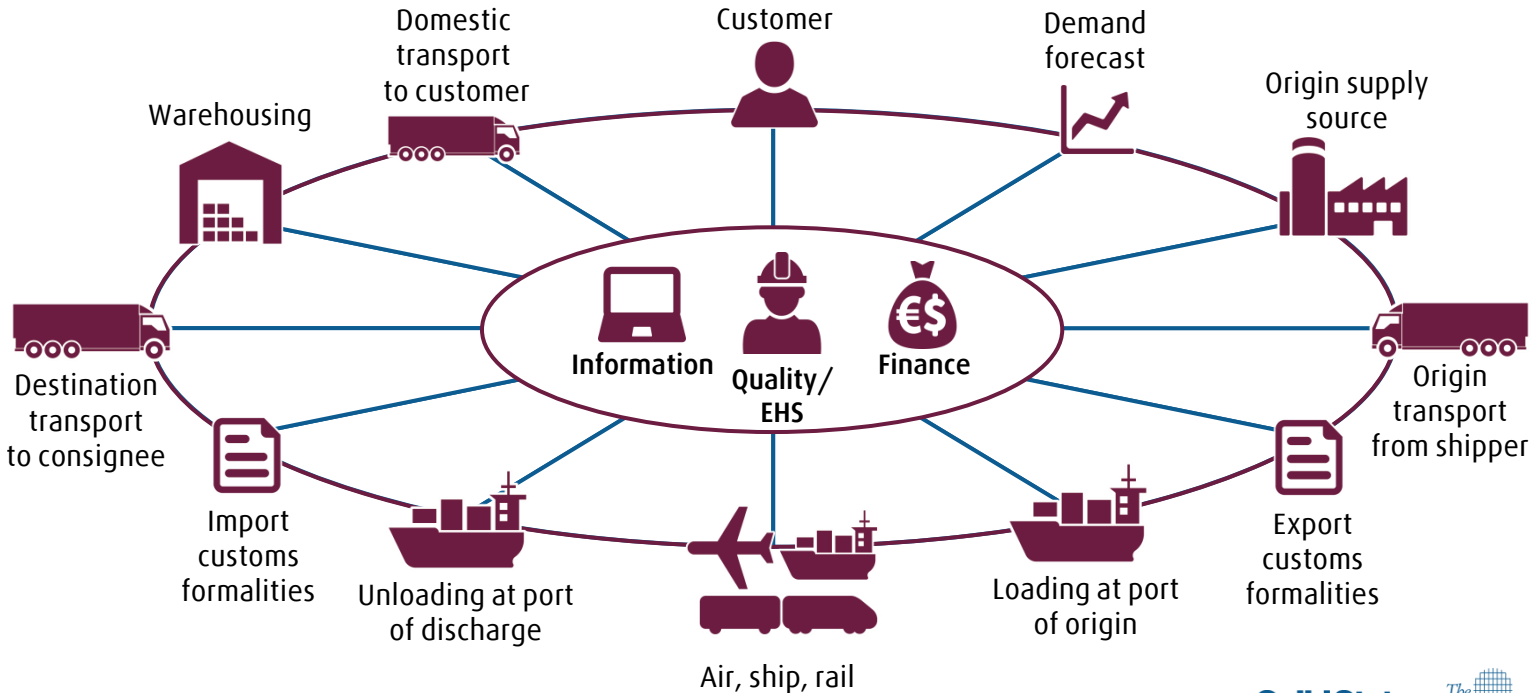 Customer
Demand
forecast
Origin supply
source
Origin
transport
from shipper
Export
customs
formalities
Loading at port
of origin
Air, ship, rail
Unloading at port
of discharge
Import
customs
formalities
Destination
transport
to consignee
Warehousing
Domestic
transport
to customer
Information
Quality/
EHS
€$
Finance
The